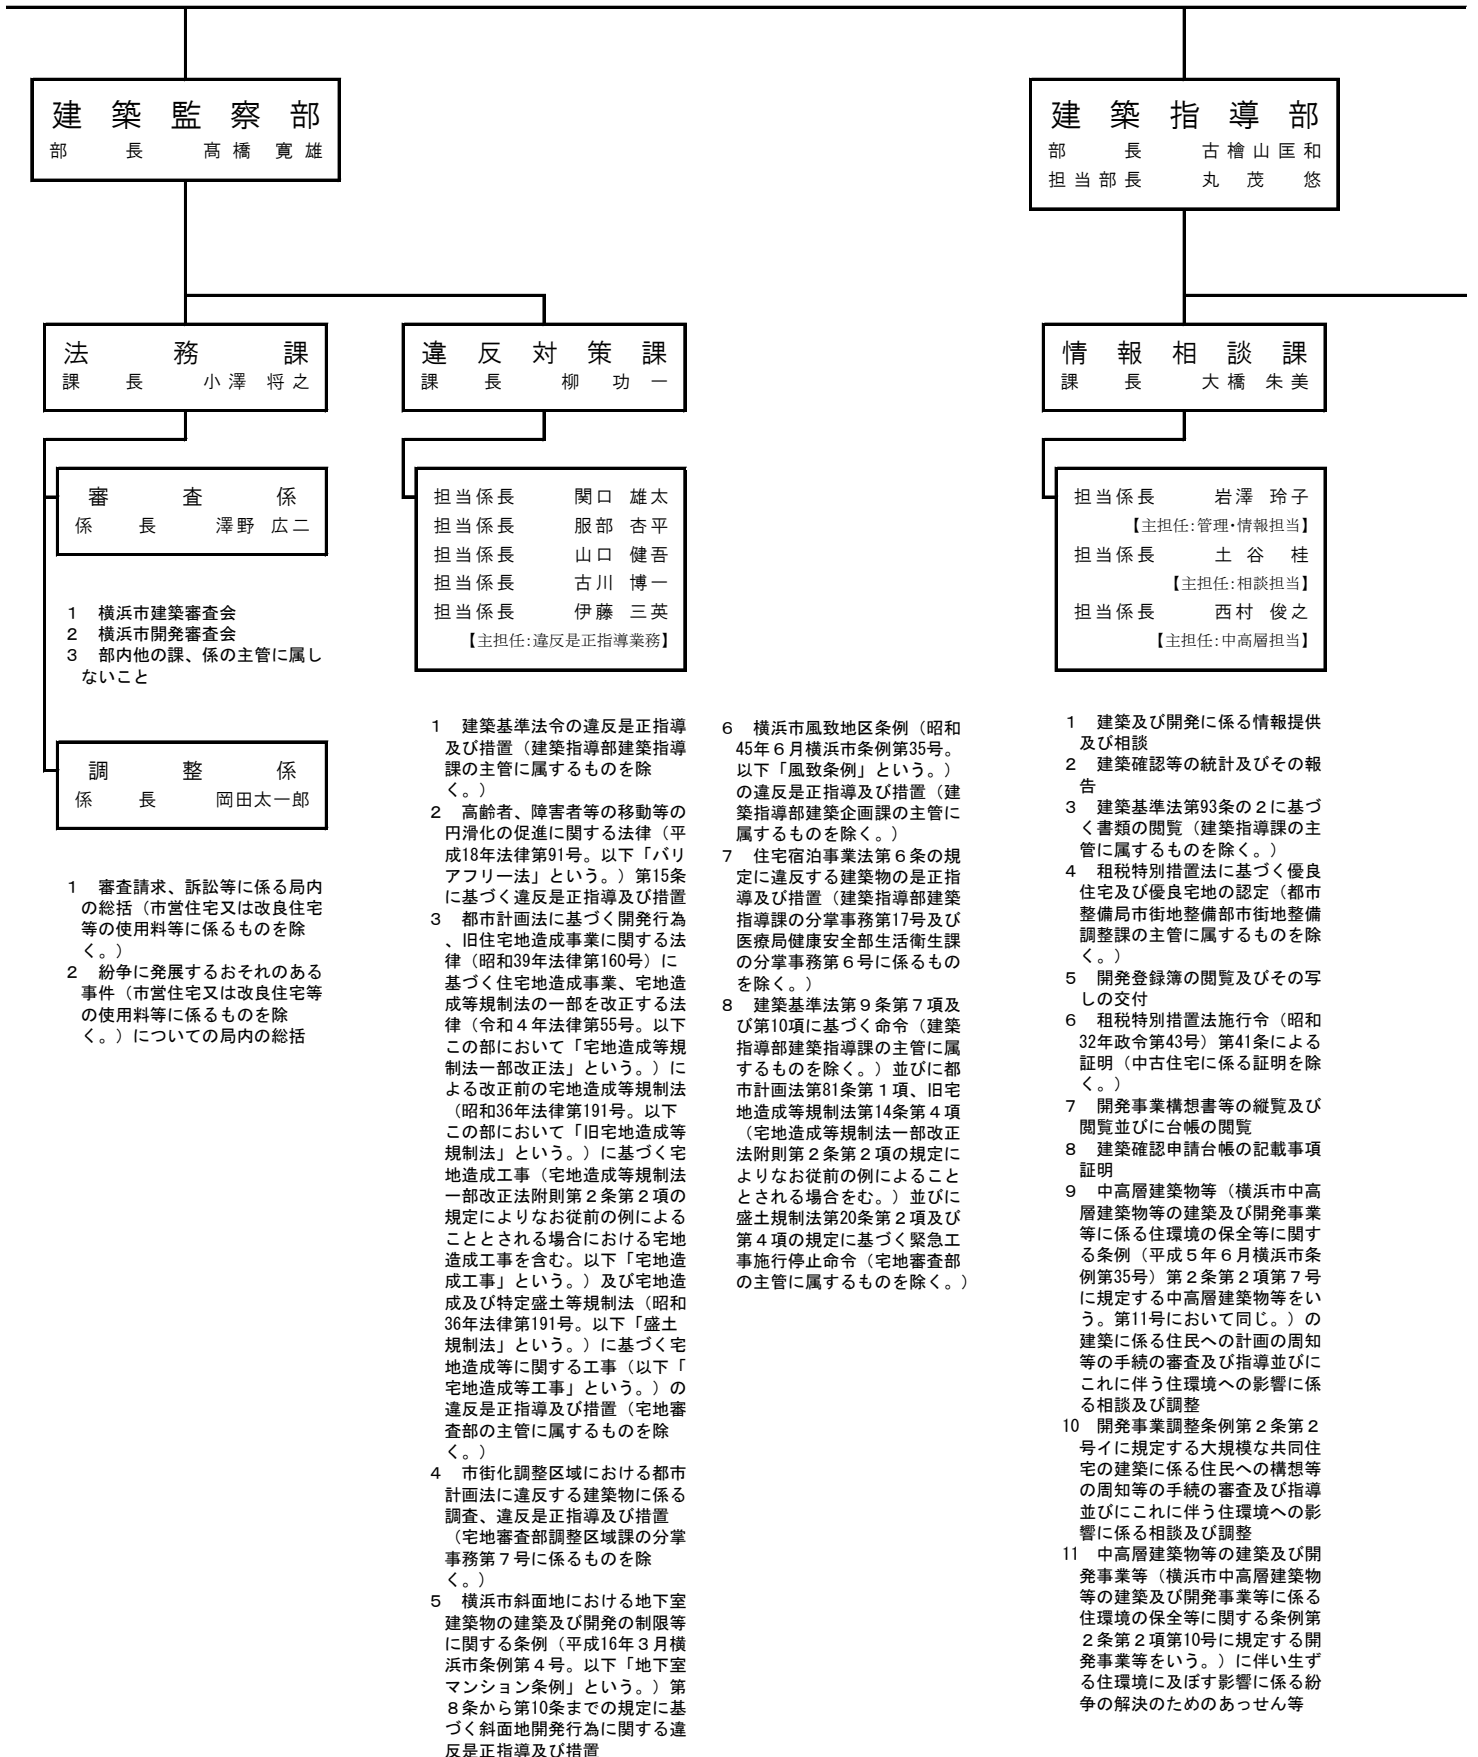 建築監察部
部長 髙橋 寛雄
法務課
課長 小澤 将之
審査係
係長 澤野 広二
1 横浜市建築審査会
2 横浜市開発審査会
3 部内他の課、係の主管に属し
ないこと
調整係
係長 岡田太一郎
1 審査請求、訴訟等に係る局内
の総括（市営住宅又は改良住宅
等の使用料等に係るものを除
く。）
2 紛争に発展するおそれのある
事件（市営住宅又は改良住宅等
の使用料等に係るものを除
く。）についての局内の総括
違反対策課
課長 柳 功一
担当係長 関口 雄太
担当係長 服部 杏平
担当係長 山口 健吾
担当係長 古川 博一
担当係長 伊藤 三英
【主担任:違反是正指導業務】
1 建築基準法令の違反是正指導
及び措置（建築指導部建築指導
課の主管に属するものを除
く。）
2 高齢者、障害者等の移動等の
円滑化の促進に関する法律（平
成18年法律第91号。以下「バリ
アフリー法」という。）第15条
に基づく違反是正指導及び措置
3 都市計画法に基づく開発行為
、旧住宅地造成事業に関する法
律（昭和39年法律第160号）に
基づく住宅地造成事業、宅地造
成等規制法の一部を改正する法
律（令和４年法律第55号。以下
この部において「宅地造成等規
制法一部改正法」という。）に
よる改正前の宅地造成等規制法
（昭和36年法律第191号。以下
この部において「旧宅地造成等
規制法」という。）に基づく宅
地造成工事（宅地造成等規制法
一部改正法附則第２条第２項の
規定によりなお従前の例による
こととされる場合における宅地
造成工事を含む。以下「宅地造
成工事」という。）及び宅地造
成及び特定盛土等規制法（昭和
36年法律第191号。以下「盛土
規制法」という。）に基づく宅
地造成等に関する工事（以下「
宅地造成等工事」という。）の
違反是正指導及び措置（宅地審
査部の主管に属するものを除
く。）
4 市街化調整区域における都市
計画法に違反する建築物に係る
調査、違反是正指導及び措置
（宅地審査部調整区域課の分掌
事務第７号に係るものを除
く。）
5 横浜市斜面地における地下室
建築物の建築及び開発の制限等
に関する条例（平成16年３月横
浜市条例第４号。以下「地下室
マンション条例」という。）第
８条から第10条までの規定に基
づく斜面地開発行為に関する違
反是正指導及び措置
6 横浜市風致地区条例（昭和
45年６月横浜市条例第35号。
以下「風致条例」という。）
の違反是正指導及び措置（建
築指導部建築企画課の主管に
属するものを除く。）
7 住宅宿泊事業法第６条の規
定に違反する建築物の是正指
導及び措置（建築指導部建築
指導課の分掌事務第17号及び
医療局健康安全部生活衛生課
の分掌事務第６号に係るもの
を除く。）
8 建築基準法第９条第７項及
び第10項に基づく命令（建築
指導部建築指導課の主管に属
するものを除く。）並びに都
市計画法第81条第１項、旧宅
地造成等規制法第14条第４項
（宅地造成等規制法一部改正
法附則第２条第２項の規定に
よりなお従前の例によること
とされる場合をむ。）並びに
盛土規制法第20条第２項及び
第４項の規定に基づく緊急工
事施行停止命令（宅地審査部
の主管に属するものを除く。）
建築指導部
部長 古檜山匡和
担当部長 丸茂 悠
情報相談課
課長 大橋 朱美
担当係長 岩澤 玲子
【主担任:管理・情報担当】
担当係長 土谷 桂
【主担任:相談担当】
担当係長 西村 俊之
【主担任:中高層担当】
1 建築及び開発に係る情報提供
及び相談
2 建築確認等の統計及びその報
告
3 建築基準法第93条の２に基づ
く書類の閲覧（建築指導課の主
管に属するものを除く。）
4 租税特別措置法に基づく優良
住宅及び優良宅地の認定（都市
整備局市街地整備部市街地整備
調整課の主管に属するものを除
く。）
5 開発登録簿の閲覧及びその写
しの交付
6 租税特別措置法施行令（昭和
32年政令第43号）第41条による
証明（中古住宅に係る証明を除
く。）
7 開発事業構想書等の縦覧及び
閲覧並びに台帳の閲覧
8 建築確認申請台帳の記載事項
証明
9 中高層建築物等（横浜市中高
層建築物等の建築及び開発事業
等に係る住環境の保全等に関す
る条例（平成５年６月横浜市条
例第35号）第２条第２項第７号
に規定する中高層建築物等をい
う。第11号において同じ。）の
建築に係る住民への計画の周知
等の手続の審査及び指導並びに
これに伴う住環境への影響に係
る相談及び調整
10 開発事業調整条例第２条第２
号イに規定する大規模な共同住
宅の建築に係る住民への構想等
の周知等の手続の審査及び指導
並びにこれに伴う住環境への影
響に係る相談及び調整
11 中高層建築物等の建築及び開
発事業等（横浜市中高層建築物
等の建築及び開発事業等に係る
住環境の保全等に関する条例第
２条第２項第10号に規定する開
発事業等をいう。）に伴い生ず
る住環境に及ぼす影響に係る紛
争の解決のためのあっせん等